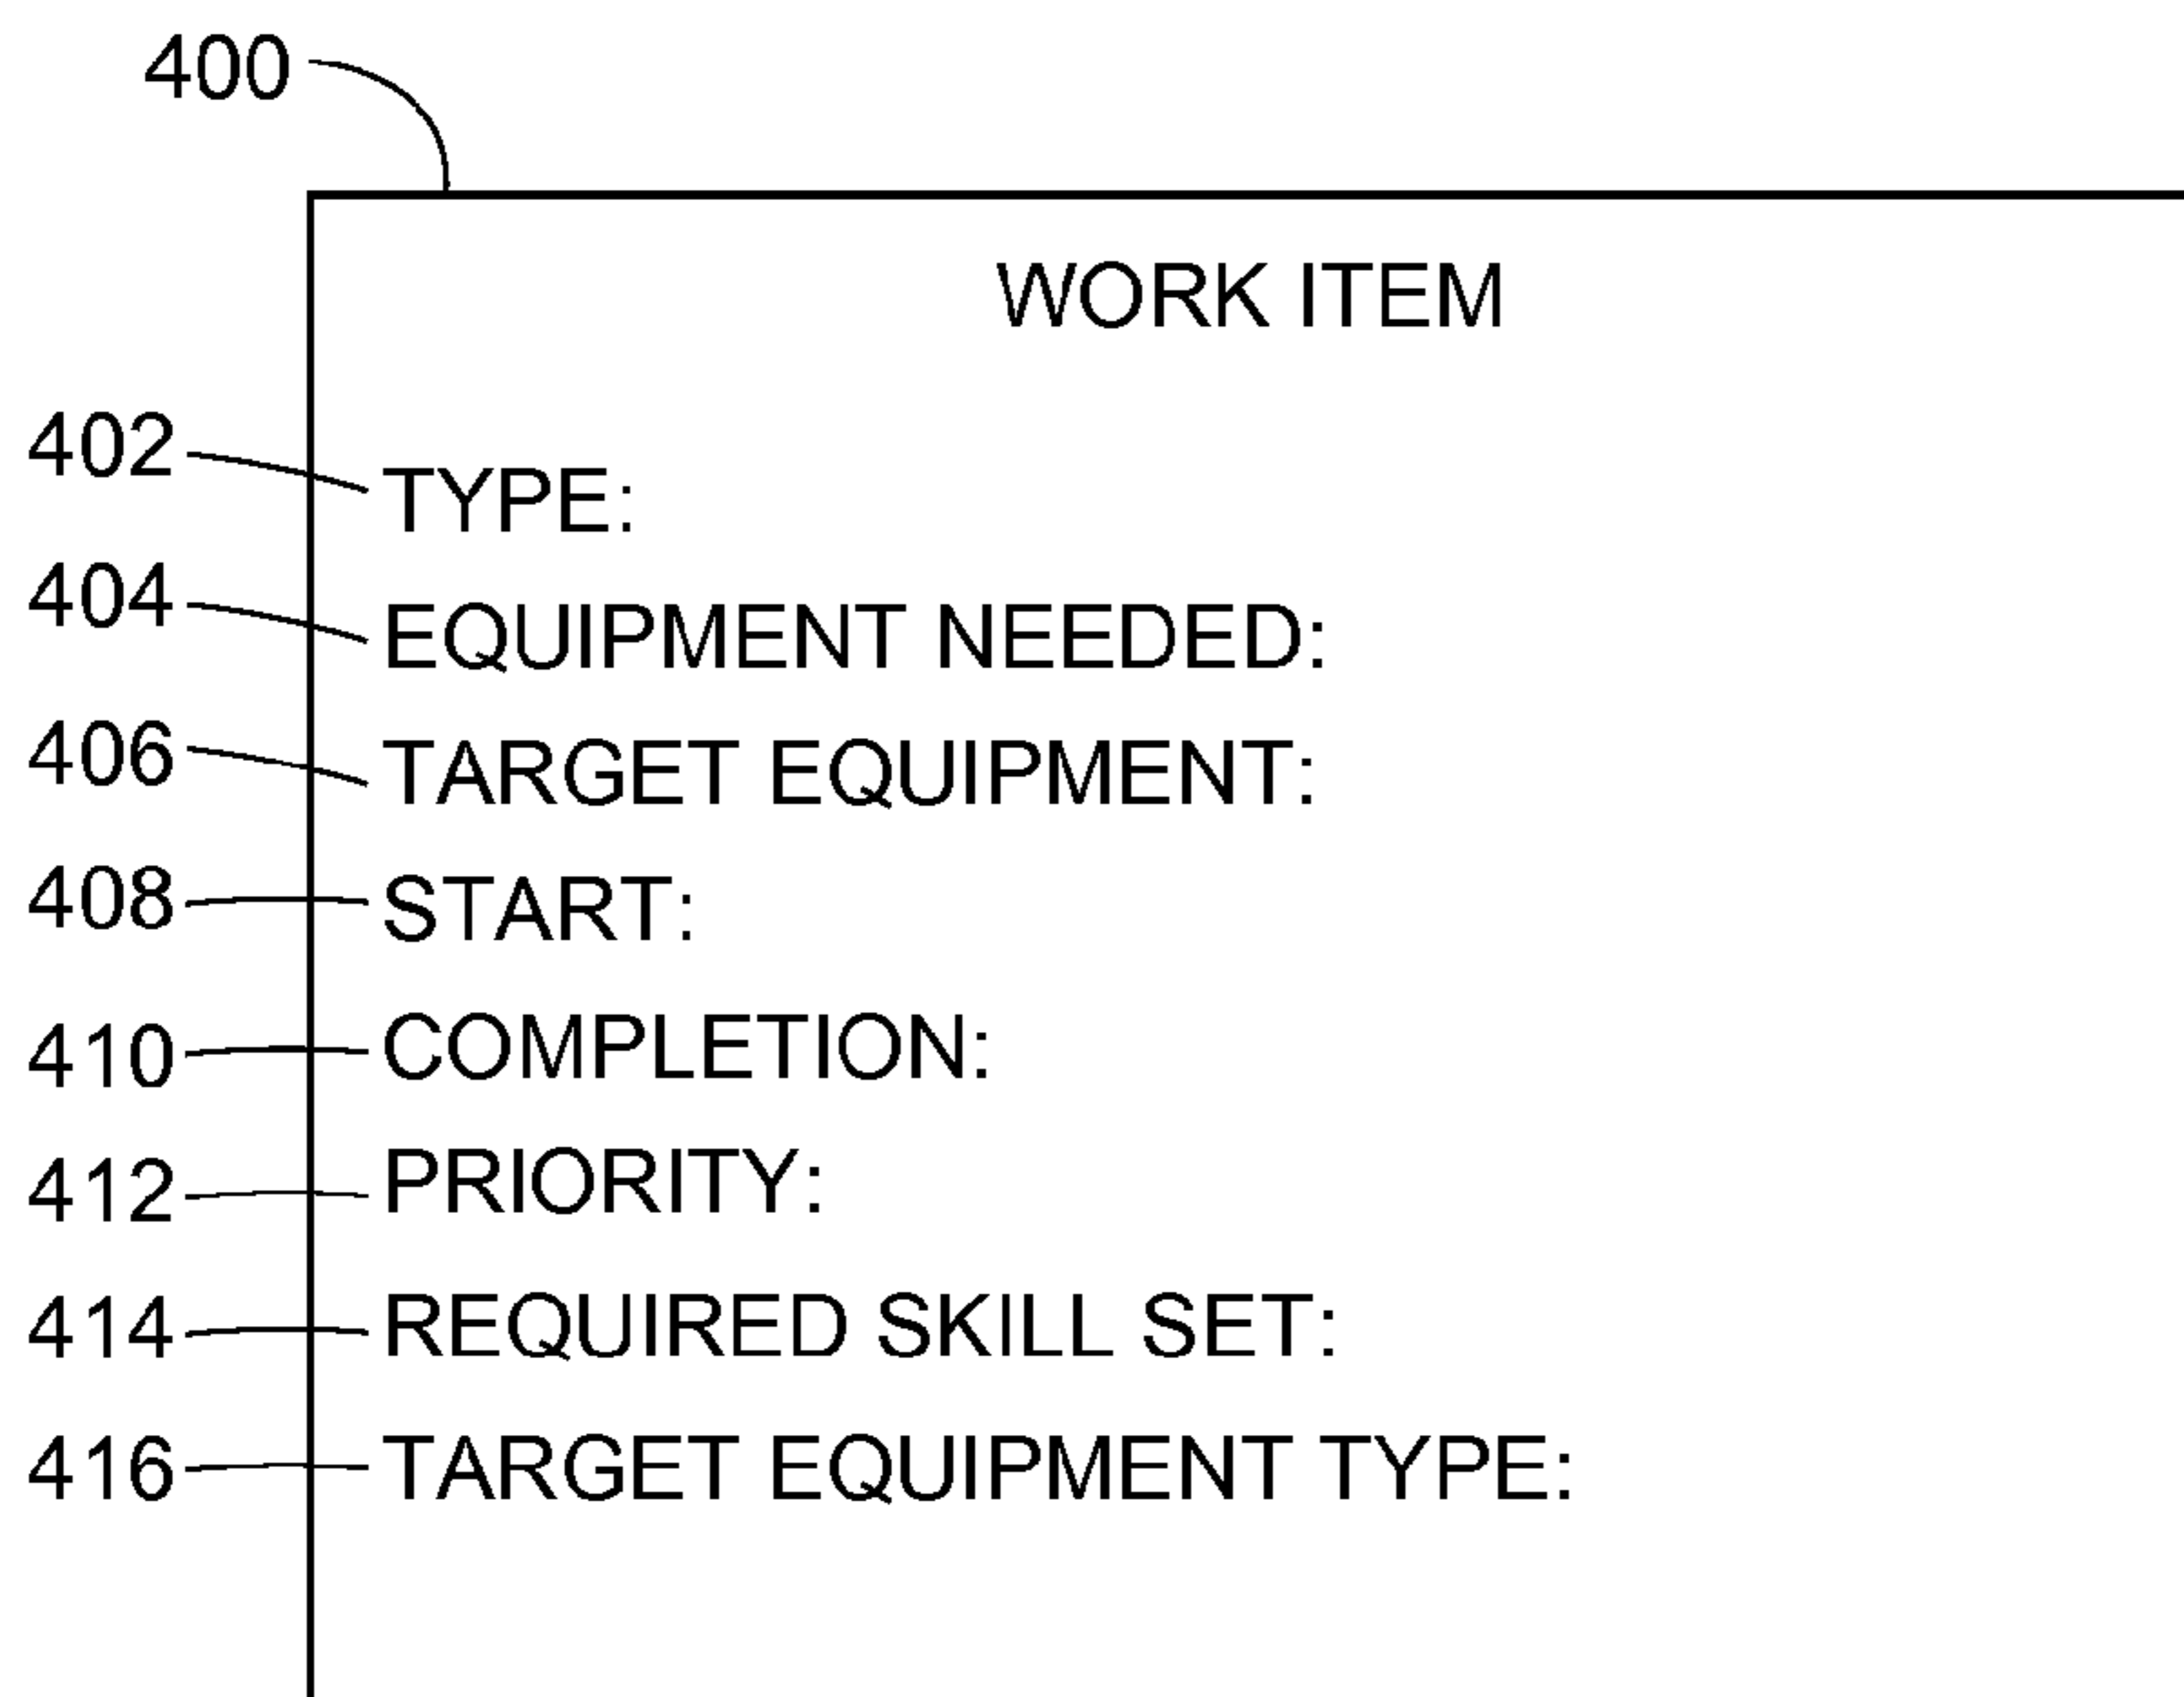 400
WORK ITEM
402 TYPE:
404 EQUIPMENT NEEDED:
406 TARGET EQUIPMENT:
408 START:
410 COMPLETION:
412 PRIORITY:
414 REQUIRED SKILL SET:
416 TARGET EQUIPMENT TYPE: